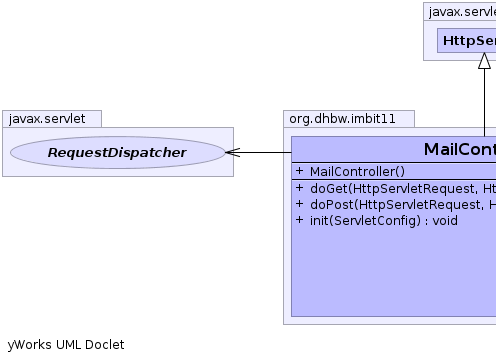 javax.servle
HttpSer
javax.servlet
RequestDispatcher
org.dhbw.imbit11
MailCont
+ MailController()
+ doGet(HttpServletRequest, Ht
+ doPost(HttpServletRequest, H
+ init(ServletConfig) : void
yWorks UML Doclet